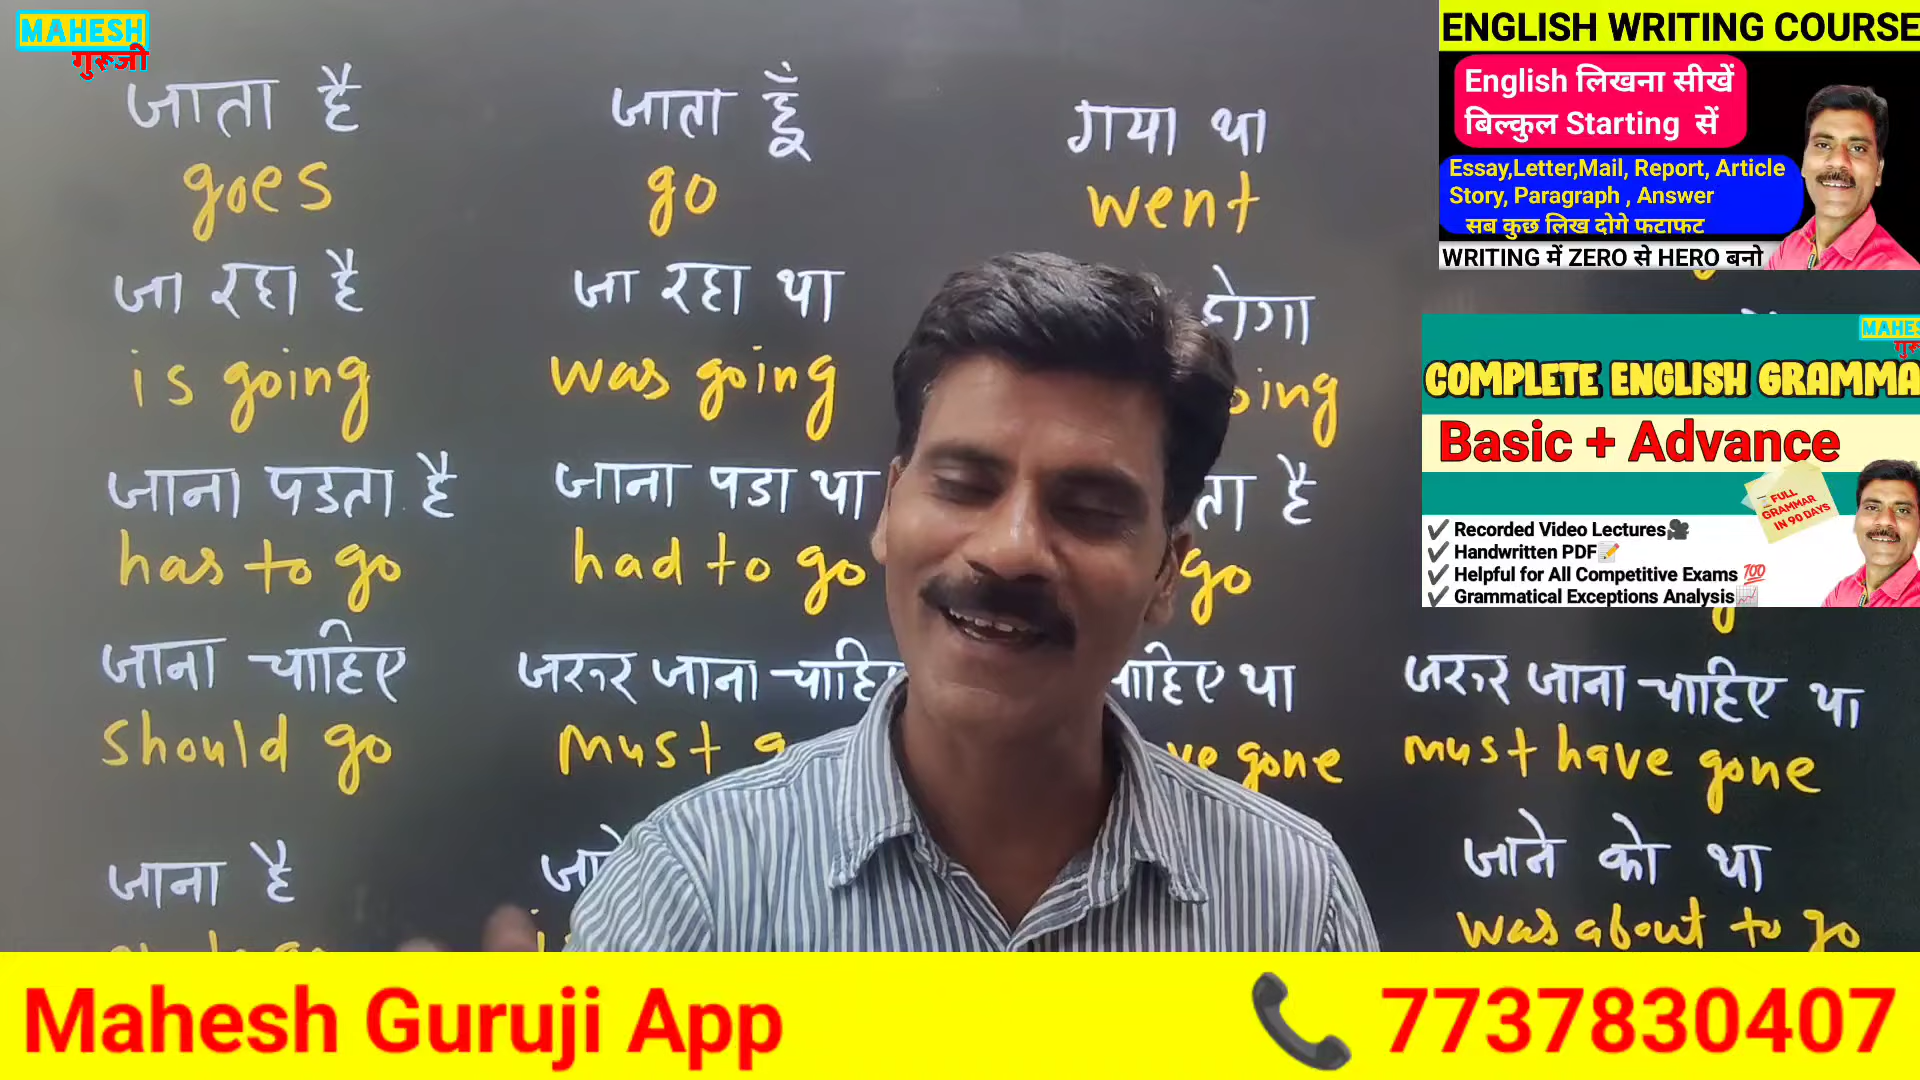 MAHESH
गुरूजी
जाता है
goes
जाता हूँ
go
गया था
went
जा रहा है
is going
जा रहा था
was going
होगा
जाना पडता है
has to go
जाना पडा था
had to go
है
go
जाना चाहिए
should go
जरूर जाना चाहिए
must
चाहिए था
have gone
जरूर जाना चाहिए था
must have gone
जाना है
जाने को था
was about to go
ENGLISH WRITING COURSE
English लिखना सीखें
बिल्कुल Starting सें
Essay,Letter,Mail, Report, Article
Story, Paragraph , Answer
सब कुछ लिख दोगे फटाफट
WRITING में ZERO से HERO बनो
COMPLETE ENGLISH GRAMMA
Basic + Advance
FULL
GRAMMAR
IN 90 DAYS
✓ Recorded Video Lectures
✓ Handwritten PDF
✓ Helpful for All Competitive Exams 100
✓ Grammatical Exceptions Analysis
Mahesh Guruji App
7737830407